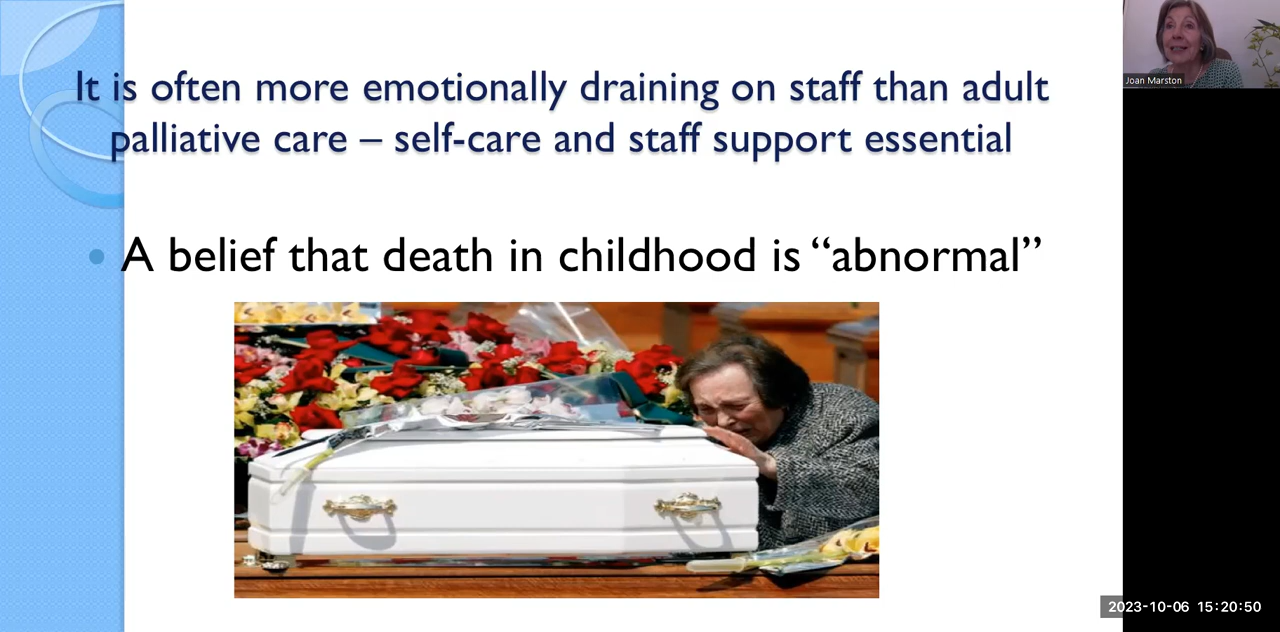 It is often more emotionally draining on staff than adult
palliative care – self-care and staff support essential
• A belief that death in childhood is “abnormal”
Joan Marston
2023-10-06 15:20:50